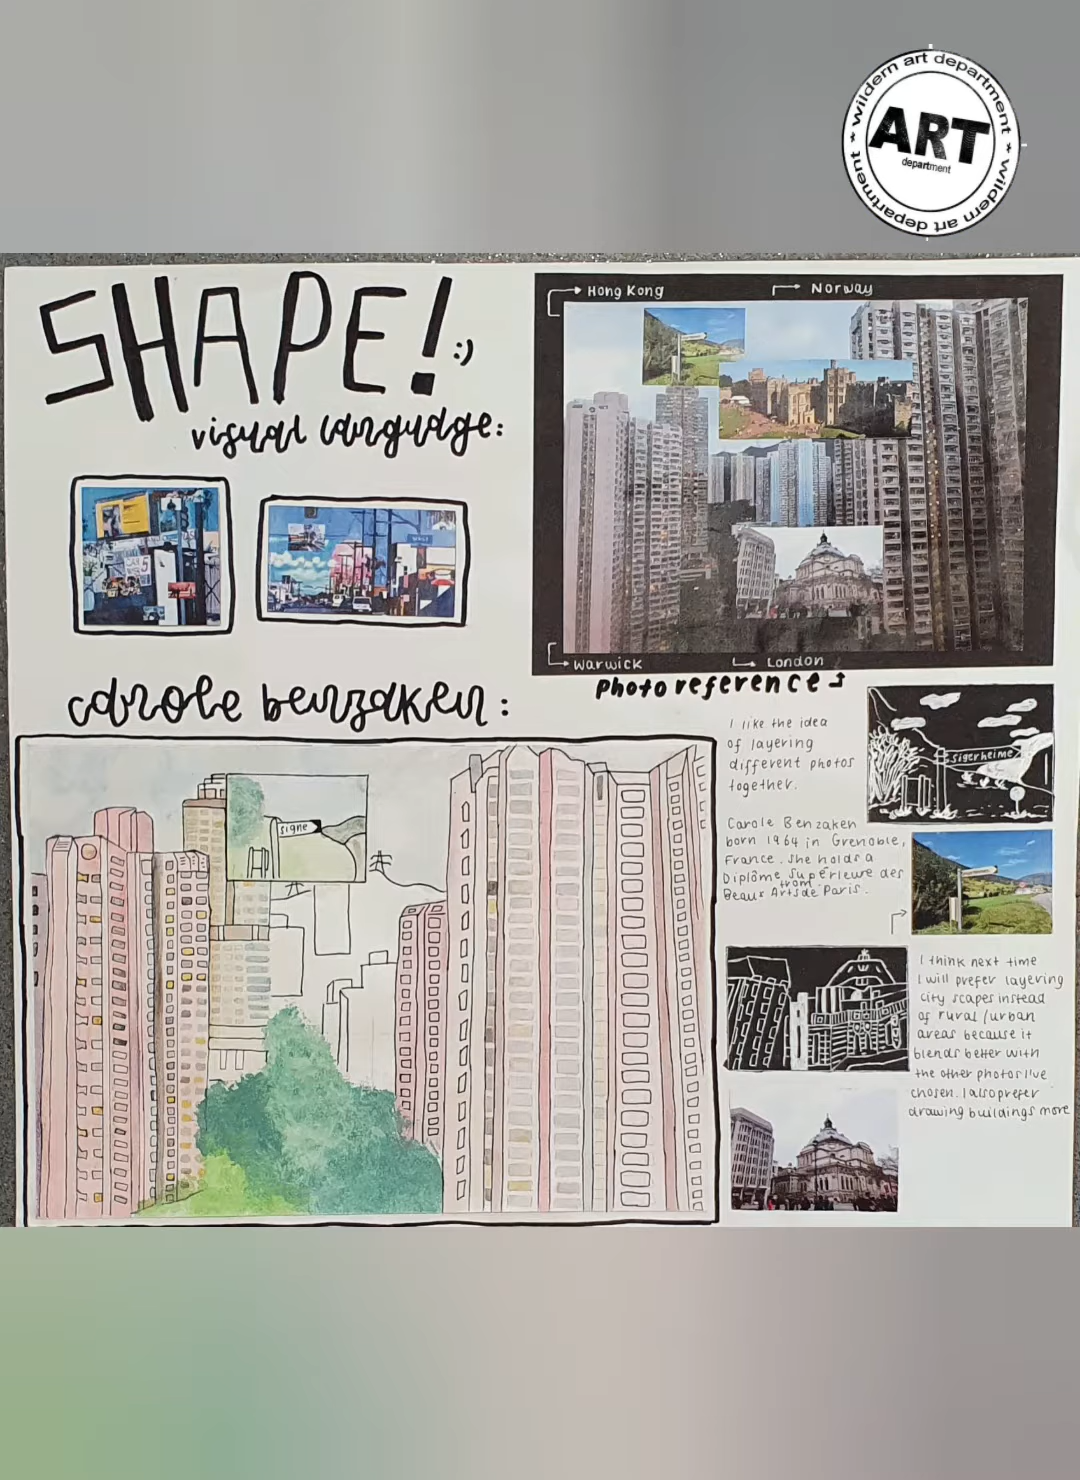 wildern art department * wildern art department *
ART
department
SHAPE! :)
visual language:
carole benzaken:
Hong Kong
Norway
Warwick
London
Photo reference
I like the idea
of layering
different photos
together.
Carole Benzaken
born 1964 in Grenoble,
France. She holds a
Diplôme Supérieure des
from
Beaux Arts de Paris.
sigerheime
signe
I think next time
I will prefer layering
city scapes instead
of rural/urban
areas because it
blends better with
the other photos I've
chosen. I also prefer
drawing buildings more